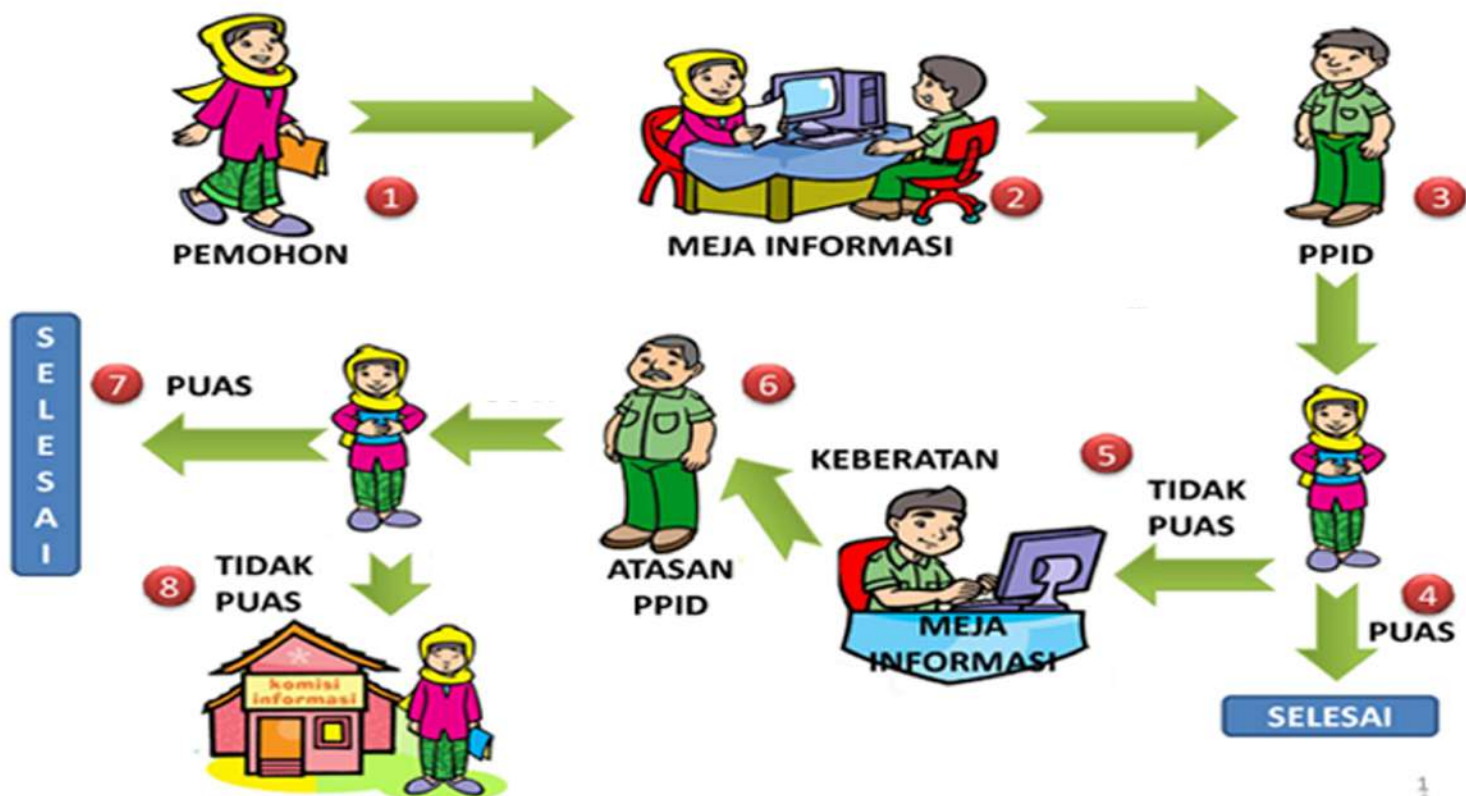 1
PEMOHON
2
MEJA INFORMASI
3
PPID
SELESAI
7
PUAS
6
KEBERATAN
5
TIDAK
PUAS
ATASAN
PPID
MEJA
INFORMASI
4
PUAS
SELESAI
8
TIDAK
PUAS
komisi
informasi